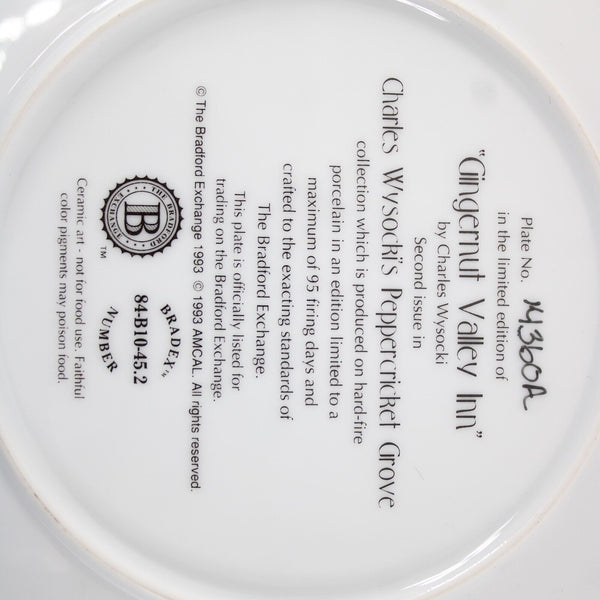 Plate No. 14360A
in the limited edition of
"Gingernut Valley Inn"
by Charles Wysocki
Second issue in
Charles Wysocki's Peppercricket Grove
collection which is produced on hard-fire
porcelain in an edition limited to a
maximum of 95 firing days and
crafted to the exacting standards of
The Bradford Exchange.
This plate is officially listed for
trading on the Bradford Exchange.
© The Bradford Exchange 1993 © 1993 AMCAL. All rights reserved.
THE BRADFORD EXCHANGE
B
™
BRADEX®
84-B10-45.2
NUMBER
Ceramic art - not for food use. Faithful
color pigments may poison food.